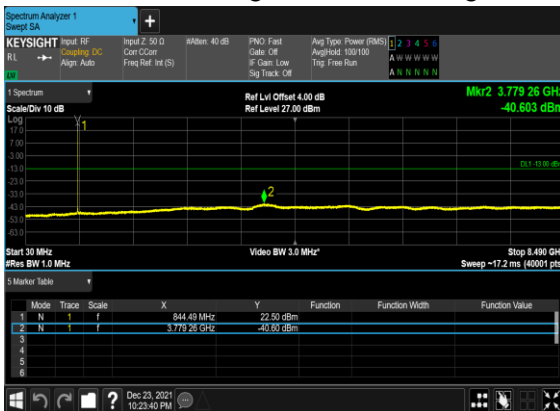 Spectrum Analyzer 1
Swept SA
+
KEYSIGHT Input: RF Input Z: 50 Ω #Atten: 40 dB PNO: Fast Avg Type: Power (RMS) 1 2 3 4 5 6
RL Coupling: DC Corr CCorr Gate: Off Avg|Hold: 100/100 A W W W W W
Align: Auto Freq Ref: Int (S) IF Gain: Low Trig: Free Run
Sig Track: Off A N N N N N
LV
1 Spectrum Ref Lvl Offset 4.00 dB Mkr2 3.779 26 GHz
Scale/Div 10 dB Ref Level 27.00 dBm -40.603 dBm
Log
17.0
1
7.00
-3.00
-13.0 DL1 -13.00 dBm
-23.0
-33.0
2
-43.0
-53.0
-63.0
Start 30 MHz Video BW 3.0 MHz* Stop 8.490 GHz
#Res BW 1.0 MHz Sweep ~17.2 ms (40001 pts)
5 Marker Table
Mode Trace Scale X Y Function Function Width Function Value
1 N 1 f 844.49 MHz 22.50 dBm
2 N 1 f 3.779 26 GHz -40.60 dBm
3
4
5
6
? Dec 23, 2021
10:23:40 PM